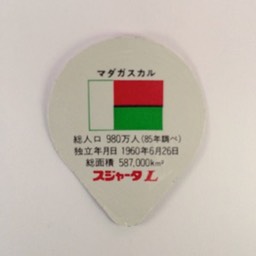 マダガスカル
総人口 980万人(85年調べ)
独立年月日 1960年6月26日
総面積 587,000km²
スジャータL